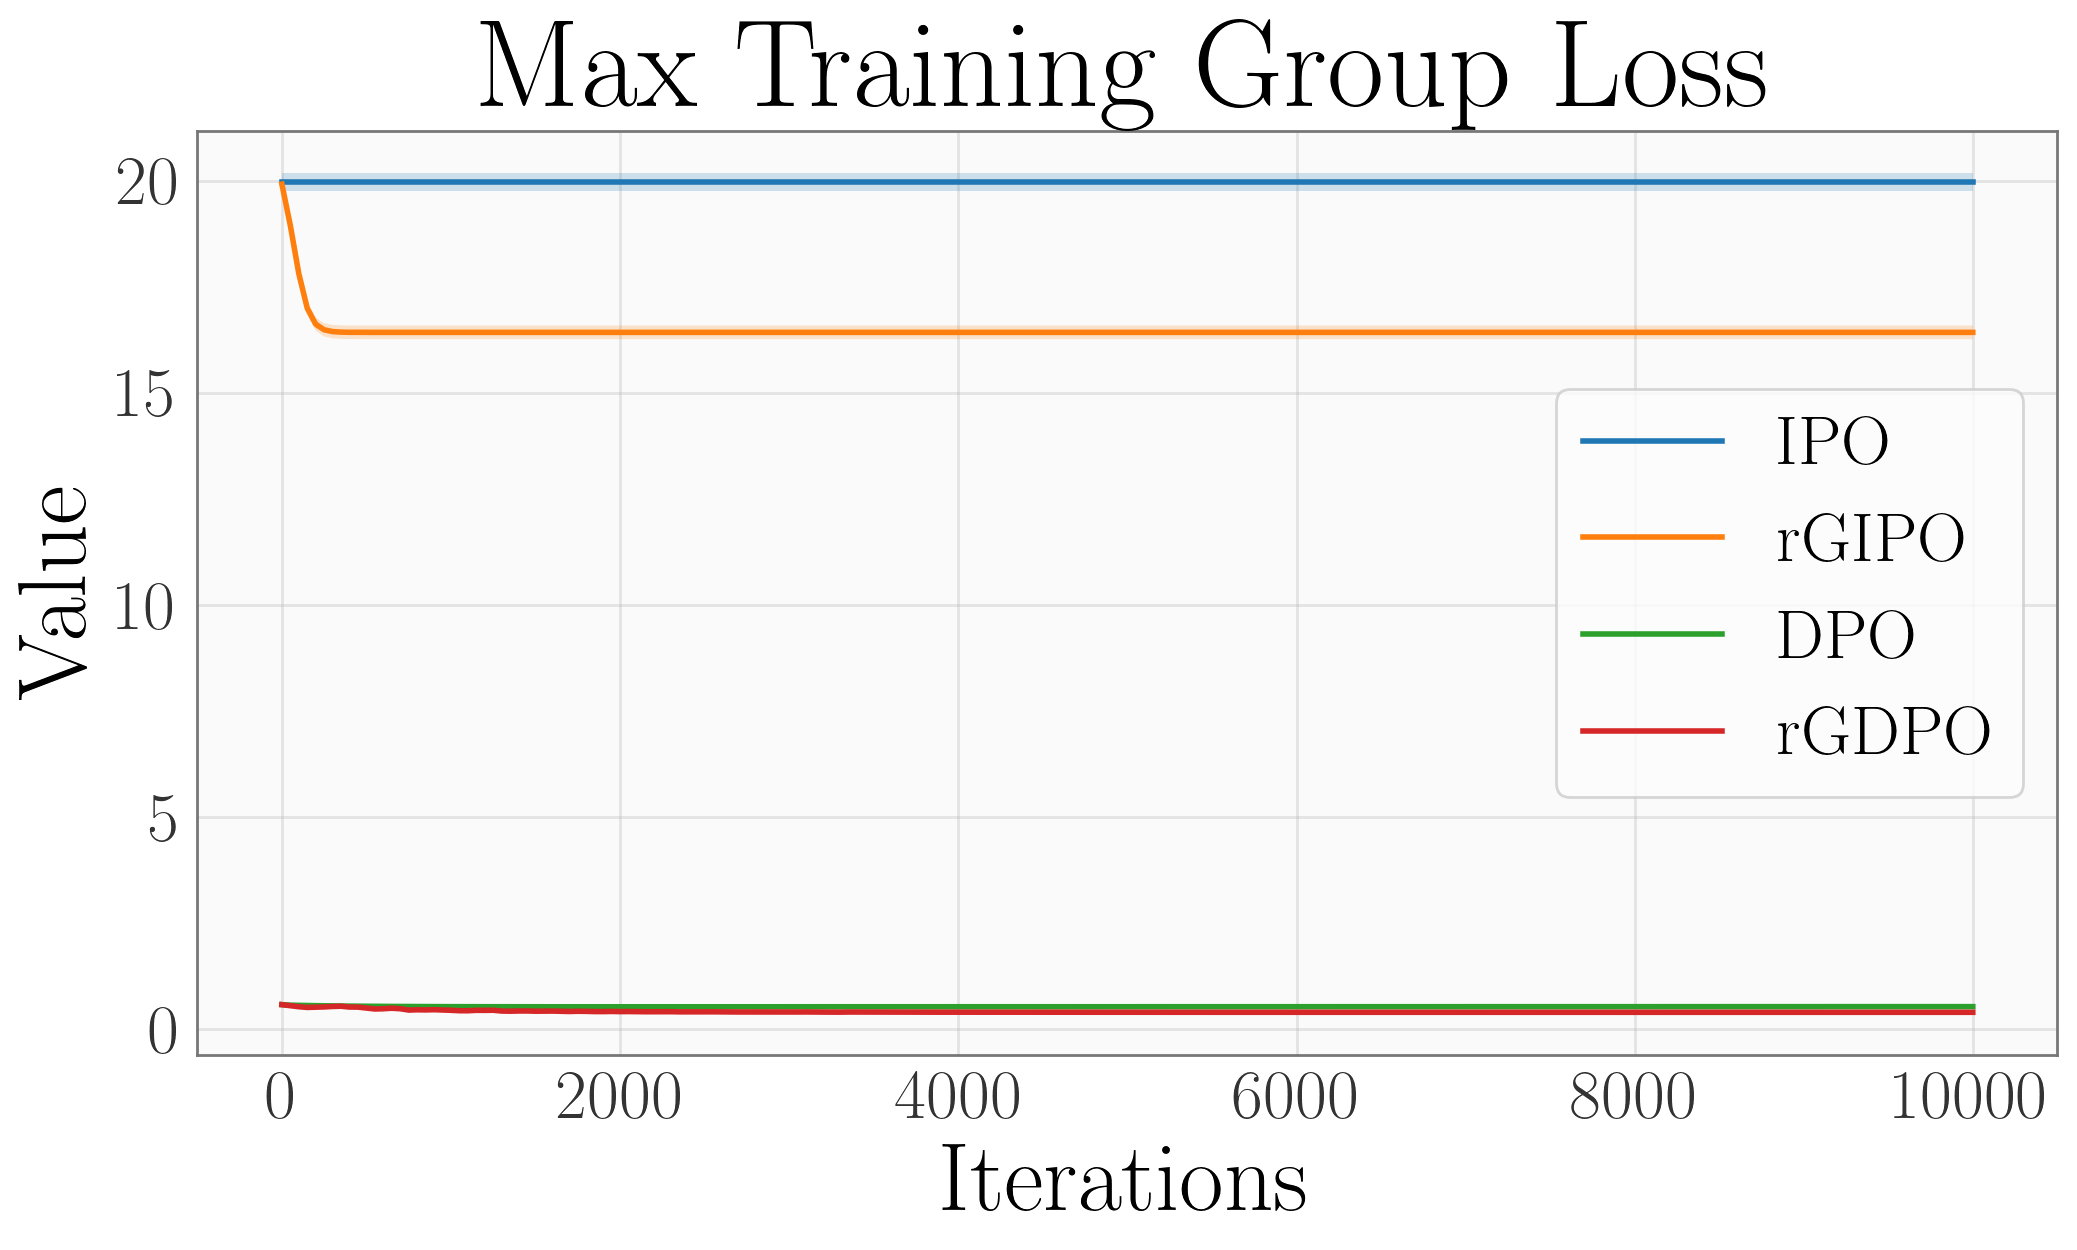 Max Training Group Loss
Value
20
15
10
5
0
IPO
rGIPO
DPO
rGDPO
0 2000 4000 6000 8000 10000
Iterations